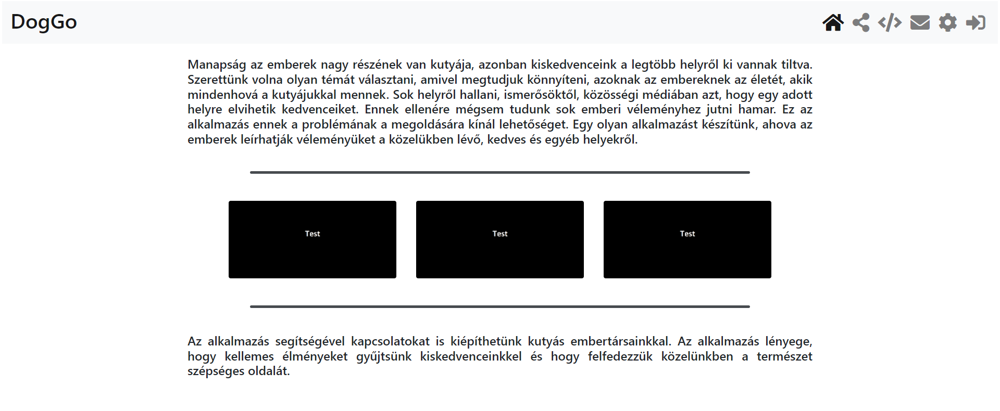 DogGo
Manapság az emberek nagy részének van kutyája, azonban kiskedvenceink a legtöbb helyről ki vannak tiltva.
Szerettünk volna olyan témát választani, amivel megtudjuk könnyíteni, azoknak az embereknek az életét, akik
mindenhová a kutyájukkal mennek. Sok helyről hallani, ismerősöktől, közösségi médiában azt, hogy egy adott
helyre elvihetik kedvenceiket. Ennek ellenére mégsem tudunk sok emberi véleményhez jutni hamar. Ez az
alkalmazás ennek a problémának a megoldására kínál lehetőséget. Egy olyan alkalmazást készítünk, ahova az
emberek leírhatják véleményüket a közelükben lévő, kedves és egyéb helyekről.
Test
Test
Test
Az alkalmazás segítségével kapcsolatokat is kiépíthetünk kutyás embertársainkkal. Az alkalmazás lényege,
hogy kellemes élményeket gyűjtsünk kiskedvenceinkkel és hogy felfedezzük közelünkben a természet
szépséges oldalát.